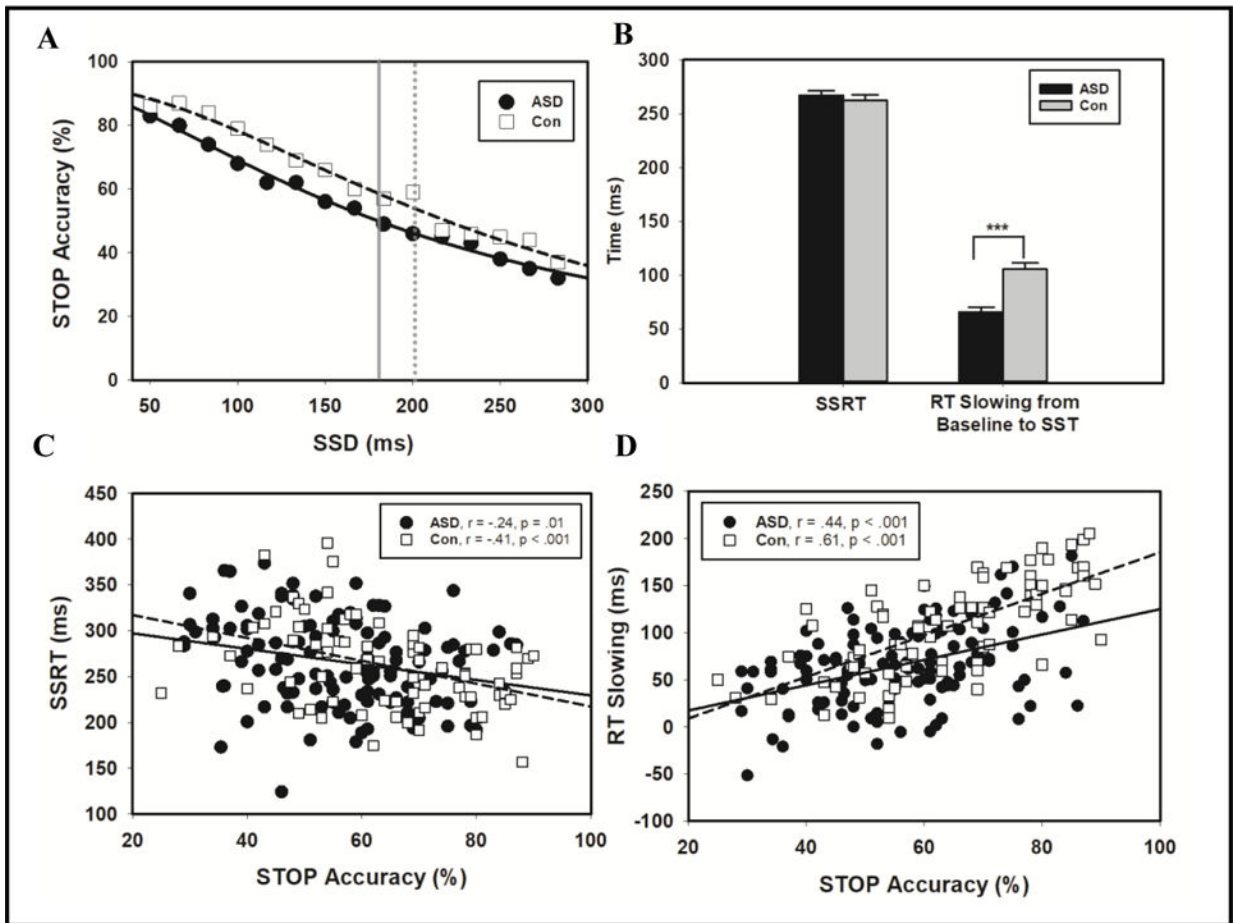 A
100
80
60
40
20
0
STOP Accuracy (%)
ASD
Con
50 100 150 200 250 300
SSD (ms)
B
300
250
200
150
100
50
0
Time (ms)
ASD
Con
***
SSRT
RT Slowing from
Baseline to SST
C
450
400
350
300
250
200
150
100
SSRT (ms)
ASD, r = -.24, p = .01
Con, r = -.41, p < .001
20 40 60 80 100
STOP Accuracy (%)
D
250
200
150
100
50
0
-50
-100
RT Slowing (ms)
ASD, r = .44, p < .001
Con, r = .61, p < .001
20 40 60 80 100
STOP Accuracy (%)